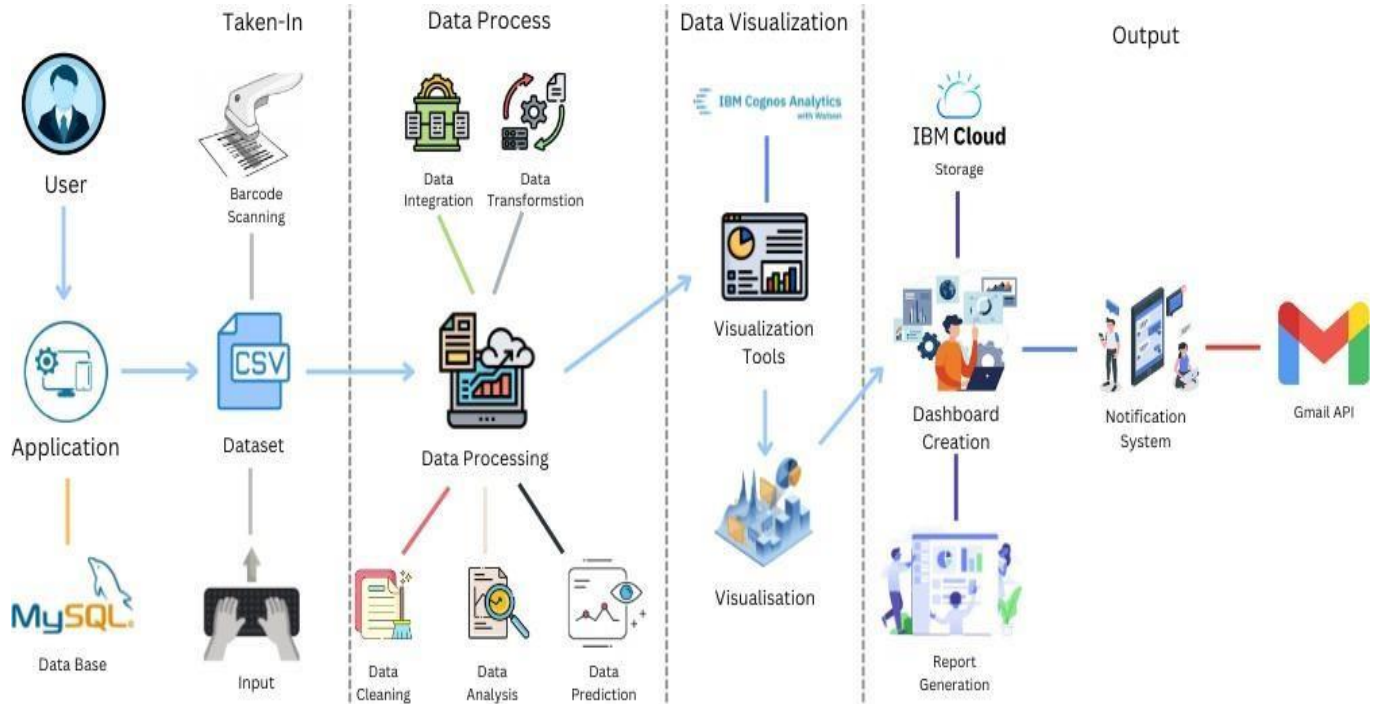 Taken-In
Data Process
Data Visualization
Output
User
Barcode
Scanning
Data
Integration
Data
Transformstion
IBM Cognos Analytics
with Watson
IBM Cloud
Storage
Application
CSV
Dataset
Data Processing
Visualization
Tools
Dashboard
Creation
Notification
System
Gmail API
MySQL
Data Base
Input
Data
Cleaning
Data
Analysis
Data
Prediction
Visualisation
Report
Generation